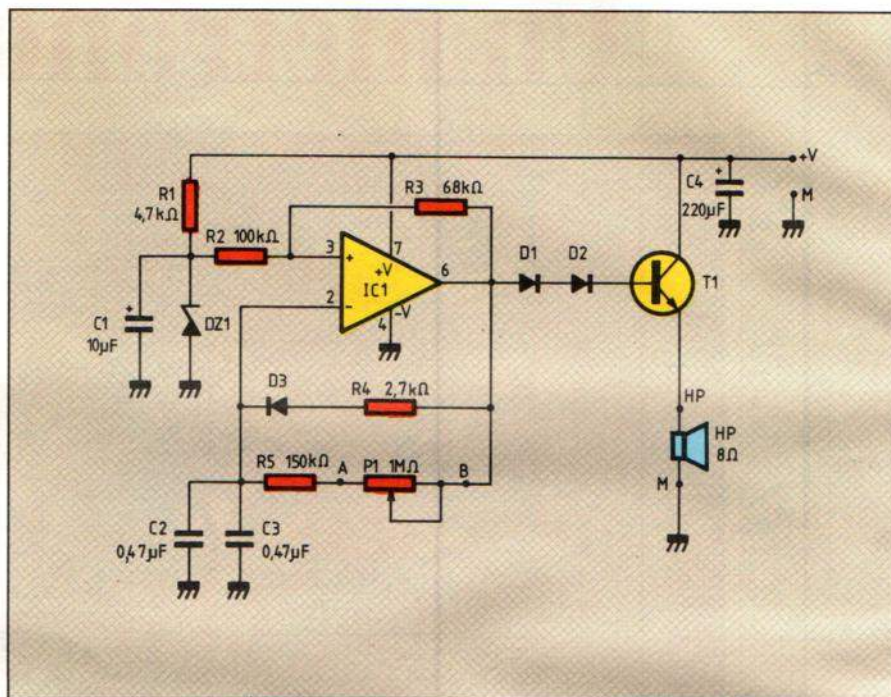 +V
R1
4,7kΩ
R3 68kΩ
C4
+
220µF
M
R2 100kΩ
3
+
7
+V
IC1
6
D1
D2
T1
2
-
4
-V
C1
+
10µF
DZ1
D3
R4 2,7kΩ
HP
HP
8Ω
M
R5 150kΩ
A
P1 1MΩ
B
C2
0,47µF
C3
0,47µF